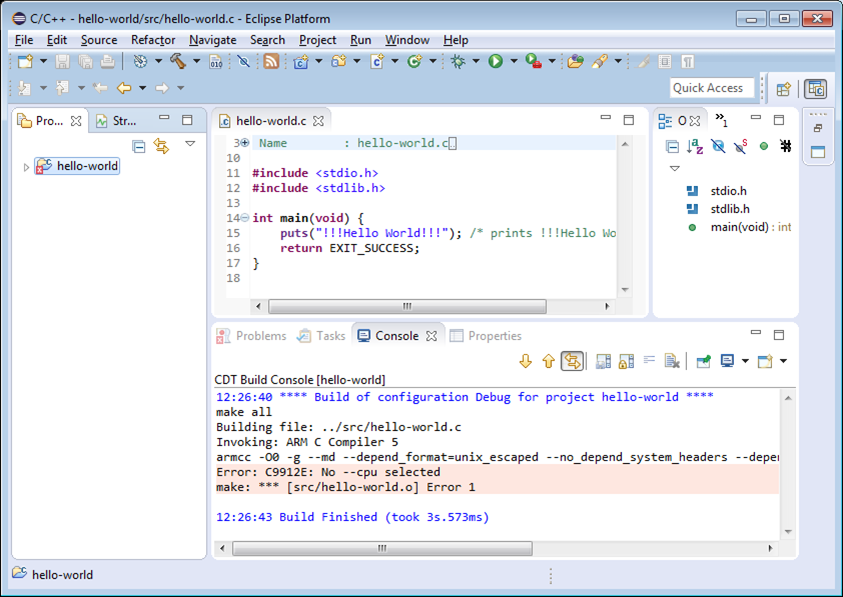 C/C++ - hello-world/src/hello-world.c - Eclipse Platform
File Edit Source Refactor Navigate Search Project Run Window Help
010
Quick Access
Pro... Str...
hello-world
hello-world.c
3 Name : hello-world.c
10
11 #include <stdio.h>
12 #include <stdlib.h>
13
14 int main(void) {
15 puts("!!!Hello World!!!"); /* prints !!!Hello Wo
16 return EXIT_SUCCESS;
17 }
18
O »1
stdio.h
stdlib.h
main(void) : int
Problems Tasks Console Properties
CDT Build Console [hello-world]
12:26:40 **** Build of configuration Debug for project hello-world ****
make all
Building file: ../src/hello-world.c
Invoking: ARM C Compiler 5
armcc -O0 -g --md --depend_format=unix_escaped --no_depend_system_headers --depen
Error: C9912E: No --cpu selected
make: *** [src/hello-world.o] Error 1
12:26:43 Build Finished (took 3s.573ms)
hello-world